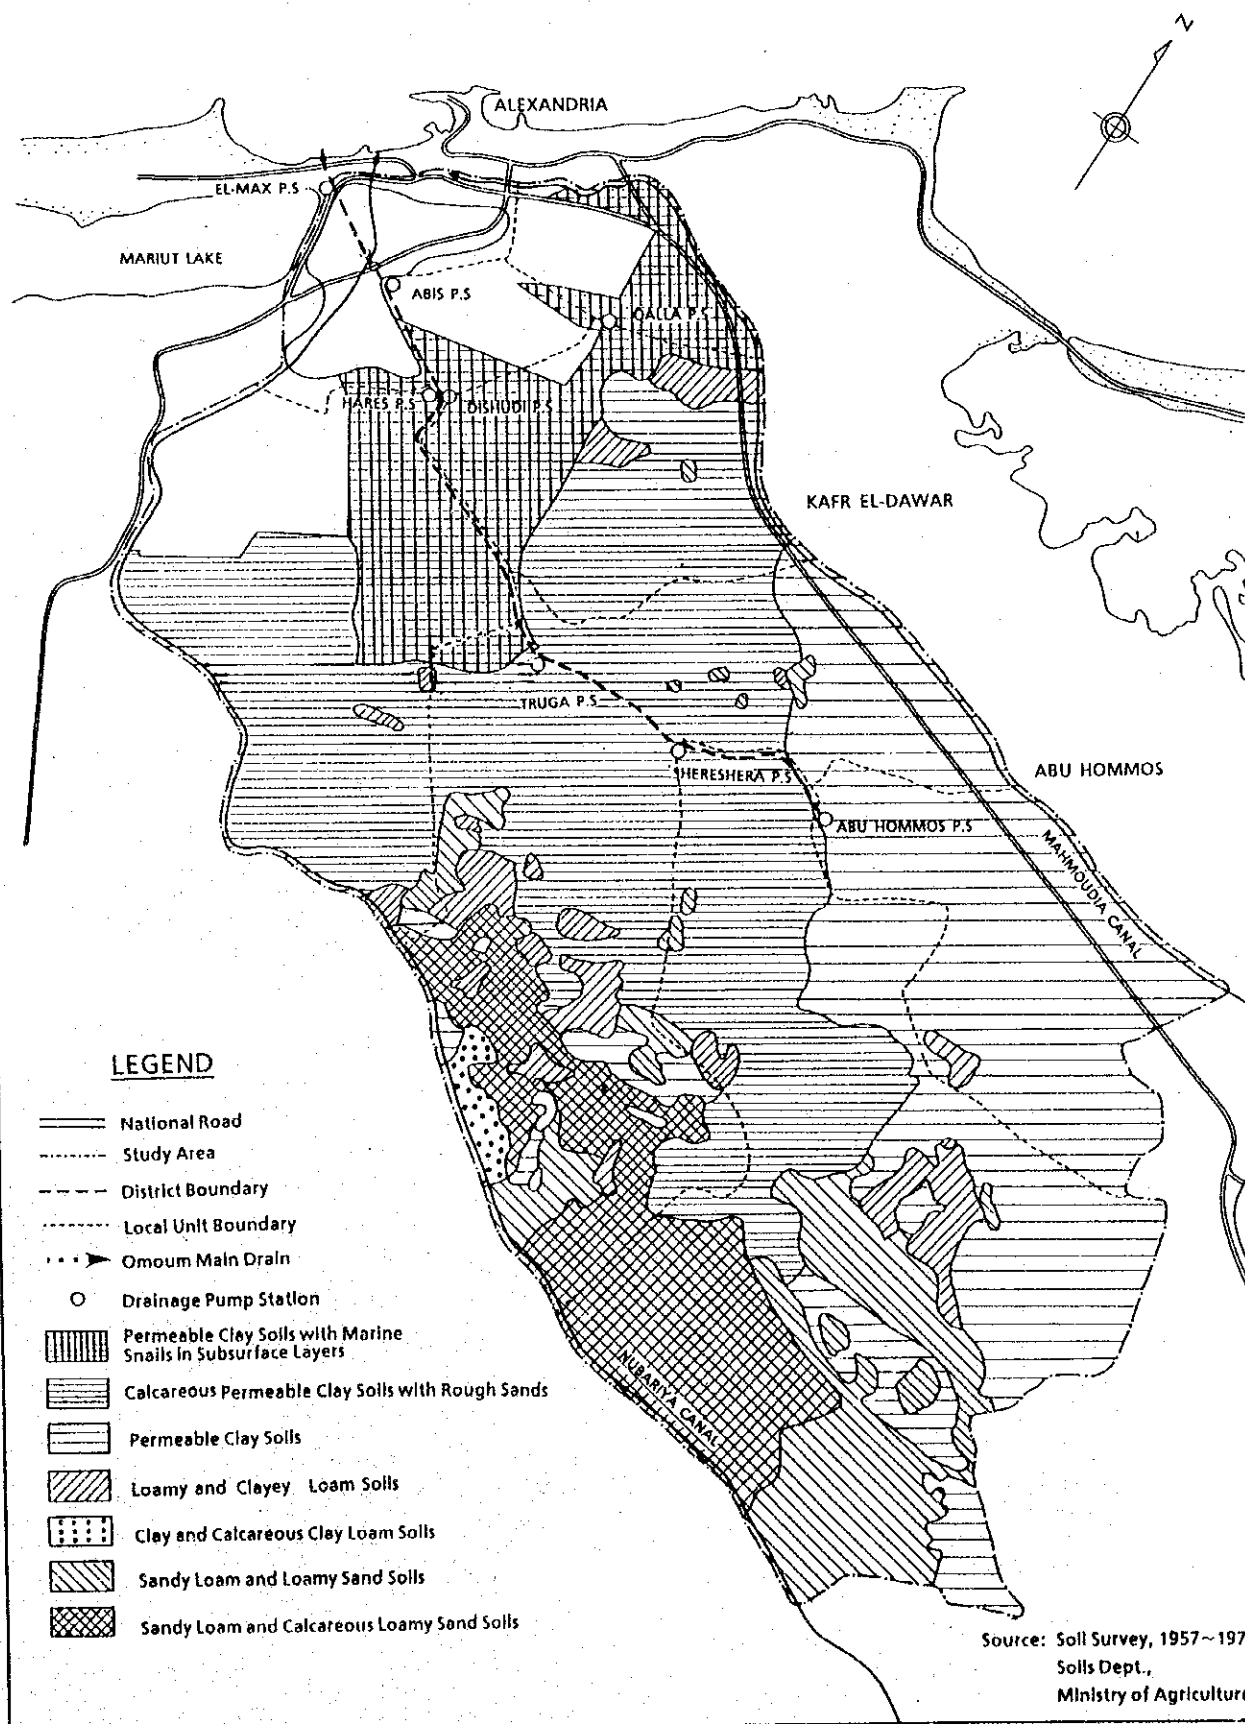 N
ALEXANDRIA
EL-MAX P.S
MARIUT LAKE
ABIS P.S
DALLA P.S
HARES P.S
DISHUDI P.S
KAFR EL-DAWAR
TRUGA P.S
HERESHERA P.S
ABU HOMMOS
ABU HOMMOS P.S
MAHMOUDIA CANAL
NUBARIYA CANAL
LEGEND
National Road
Study Area
District Boundary
Local Unit Boundary
Omoum Main Drain
Drainage Pump Station
Permeable Clay Soils with Marine
Snails in Subsurface Layers
Calcareous Permeable Clay Soils with Rough Sands
Permeable Clay Soils
Loamy and Clayey Loam Soils
Clay and Calcareous Clay Loam Soils
Sandy Loam and Loamy Sand Soils
Sandy Loam and Calcareous Loamy Sand Soils
Source: Soil Survey, 1957~197
Soils Dept.,
Ministry of Agriculture